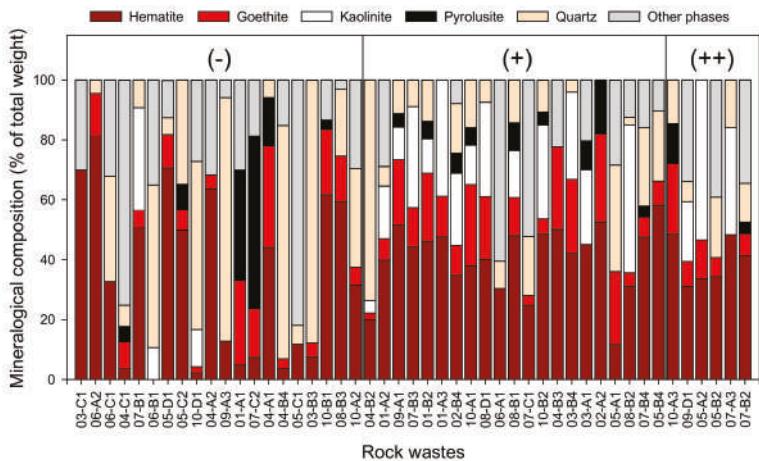 Hematite Goethite Kaolinite Pyrolusite Quartz Other phases
(-) (+) (++)
Mineralogical composition (% of total weight)
100
80
60
40
20
0
03-C1 06-A2 06-C1 04-C1 07-B1 06-B1 05-D1 05-C2 10-D1 04-A2 09-A3 01-A1 07-C2 04-A1 04-B4 05-C1 03-B3 10-B1 08-B3 10-A2 04-B2 01-A2 09-A1 07-B3 01-B2 01-A3 02-B4 10-A1 08-D1 06-A1 08-B1 07-C1 10-B2 04-B3 03-B4 03-A1 02-A2 05-A1 08-B2 07-B4 05-B4 10-A3 09-D1 05-A2 05-B2 07-A3 07-B2
Rock wastes